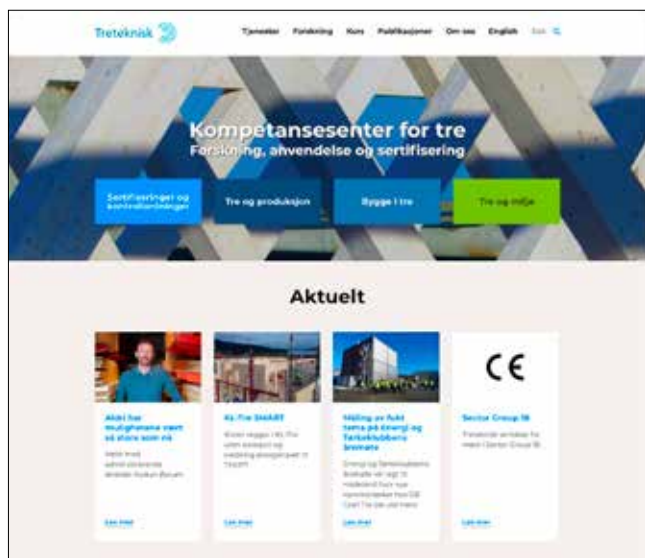 Treteknisk
Tjenester Forskning Kurs Publikasjoner Om oss English Søk
Kompetansesenter for tre
Forskning, anvendelse og sertifisering
Sertifiseringer og
kontrollordninger
Tre og produksjon
Bygge i tre
Tre og miljø
Aktuelt
Aldri har
mulighetene vært
så store som nå
Les mer
KL-Tre SMART
Les mer
Måling av fukt
tema på Energi og
Tørkeklubbens
årsmøte
Les mer
CE
Sector Group 18
Les mer